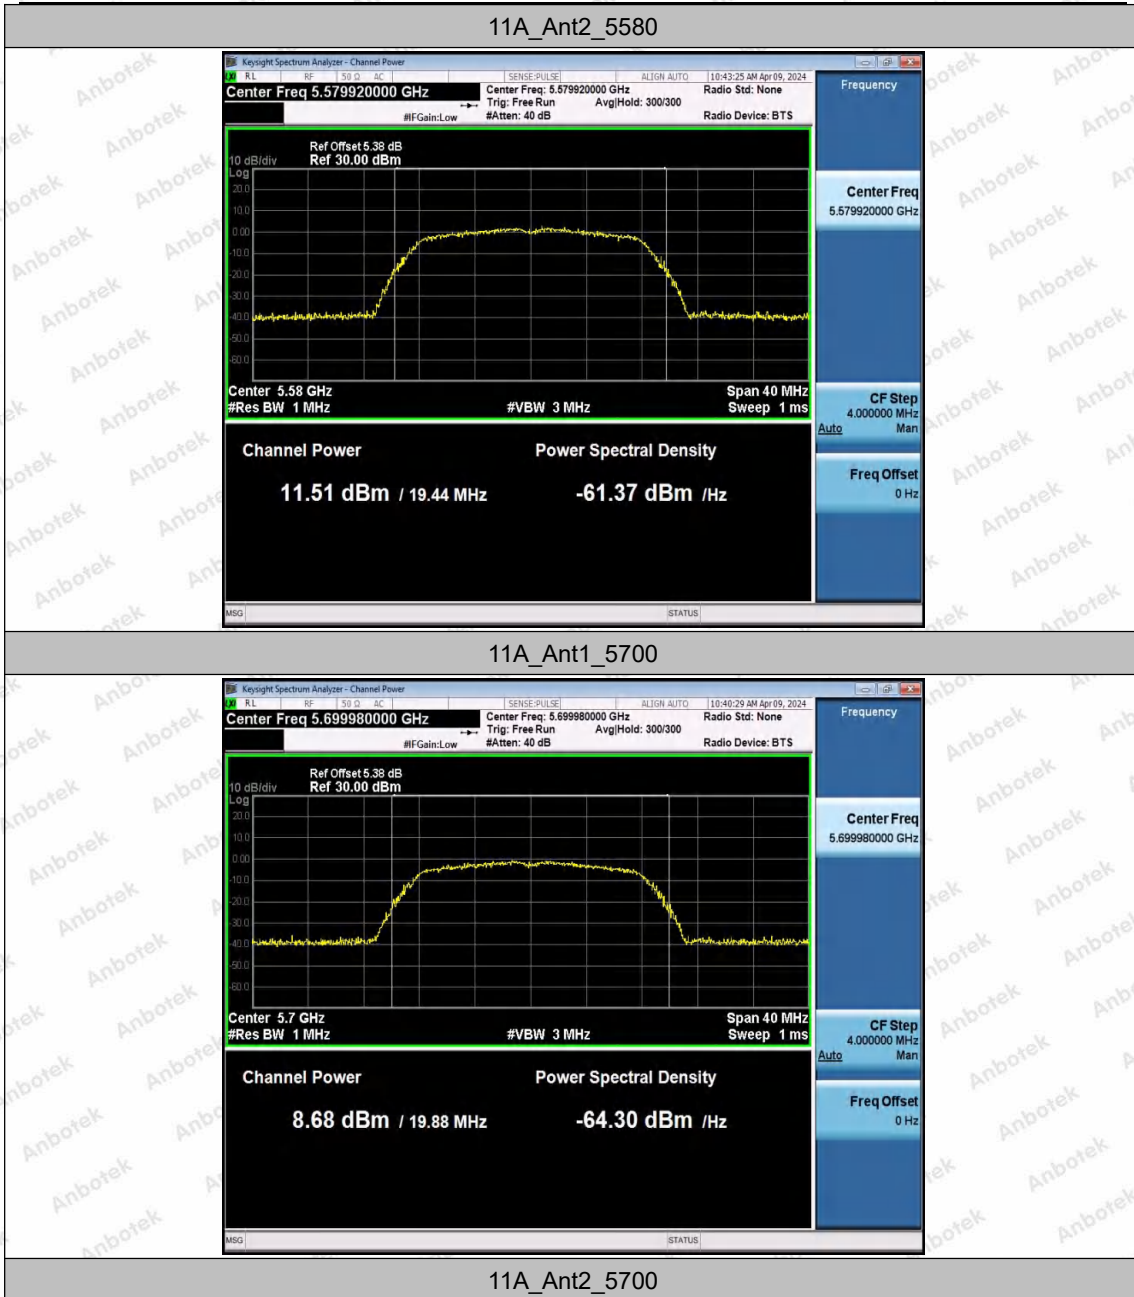 11A_Ant2_5580
Keysight Spectrum Analyzer - Channel Power
LXI RL RF 50 Ω AC SENSE:PULSE ALIGN AUTO 10:43:25 AM Apr 09, 2024
Center Freq 5.579920000 GHz
Center Freq: 5.579920000 GHz
Radio Std: None
Trig: Free Run Avg|Hold: 300/300
#IFGain:Low #Atten: 40 dB Radio Device: BTS
Frequency
Ref Offset 5.38 dB
10 dB/div Ref 30.00 dBm
Log
20.0
10.0
0.00
-10.0
-20.0
-30.0
-40.0
-50.0
-60.0
Center Freq
5.579920000 GHz
Center 5.58 GHz Span 40 MHz
#Res BW 1 MHz #VBW 3 MHz Sweep 1 ms
CF Step
4.000000 MHz
Auto Man
Channel Power Power Spectral Density
11.51 dBm / 19.44 MHz -61.37 dBm /Hz
Freq Offset
0 Hz
MSG STATUS
11A_Ant1_5700
Keysight Spectrum Analyzer - Channel Power
LXI RL RF 50 Ω AC SENSE:PULSE ALIGN AUTO 10:40:29 AM Apr 09, 2024
Center Freq 5.699980000 GHz
Center Freq: 5.699980000 GHz
Radio Std: None
Trig: Free Run Avg|Hold: 300/300
#IFGain:Low #Atten: 40 dB Radio Device: BTS
Frequency
Ref Offset 5.38 dB
10 dB/div Ref 30.00 dBm
Log
20.0
10.0
0.00
-10.0
-20.0
-30.0
-40.0
-50.0
-60.0
Center Freq
5.699980000 GHz
Center 5.7 GHz Span 40 MHz
#Res BW 1 MHz #VBW 3 MHz Sweep 1 ms
CF Step
4.000000 MHz
Auto Man
Channel Power Power Spectral Density
8.68 dBm / 19.88 MHz -64.30 dBm /Hz
Freq Offset
0 Hz
MSG STATUS
11A_Ant2_5700
Anbotek